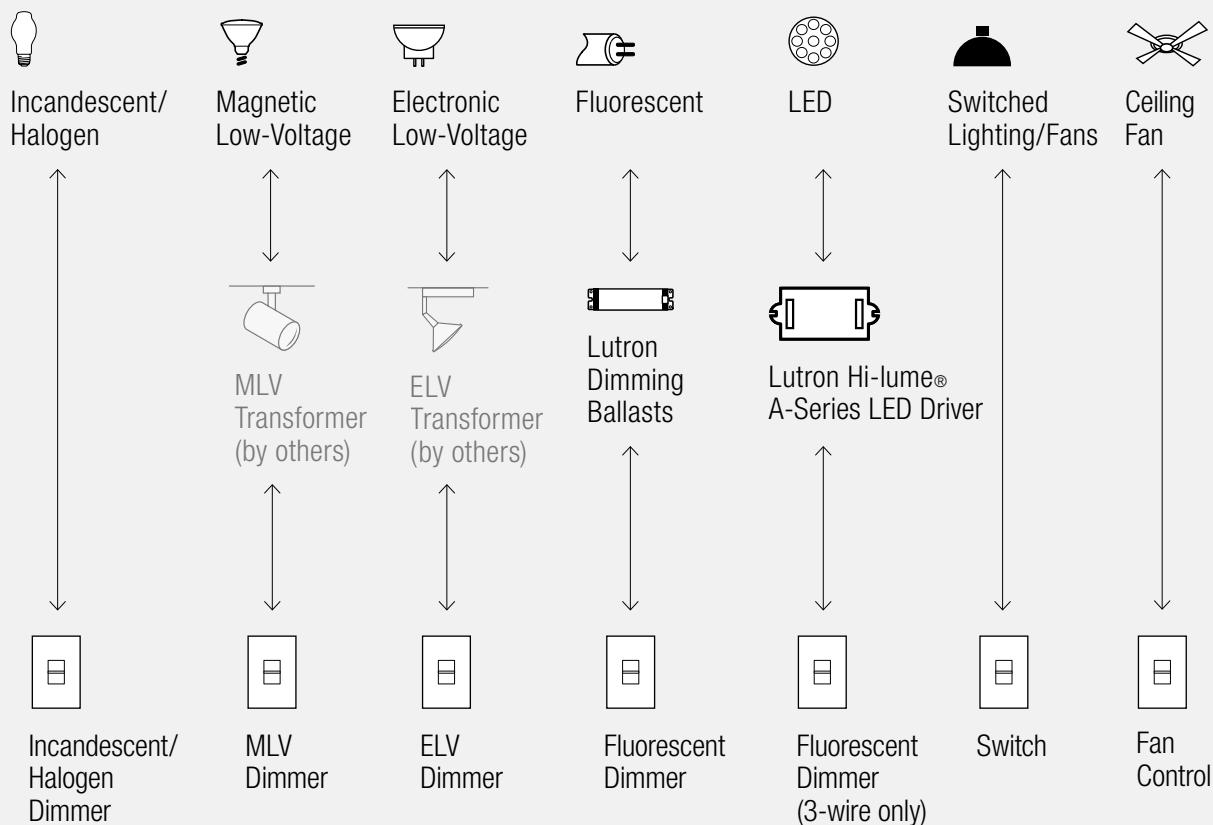 Incandescent/
Halogen
Magnetic
Low-Voltage
Electronic
Low-Voltage
Fluorescent
LED
Switched
Lighting/Fans
Ceiling
Fan
MLV
Transformer
(by others)
ELV
Transformer
(by others)
Lutron
Dimming
Ballasts
Lutron Hi-lume®
A-Series LED Driver
Incandescent/
Halogen
Dimmer
MLV
Dimmer
ELV
Dimmer
Fluorescent
Dimmer
Fluorescent
Dimmer
(3-wire only)
Switch
Fan
Control